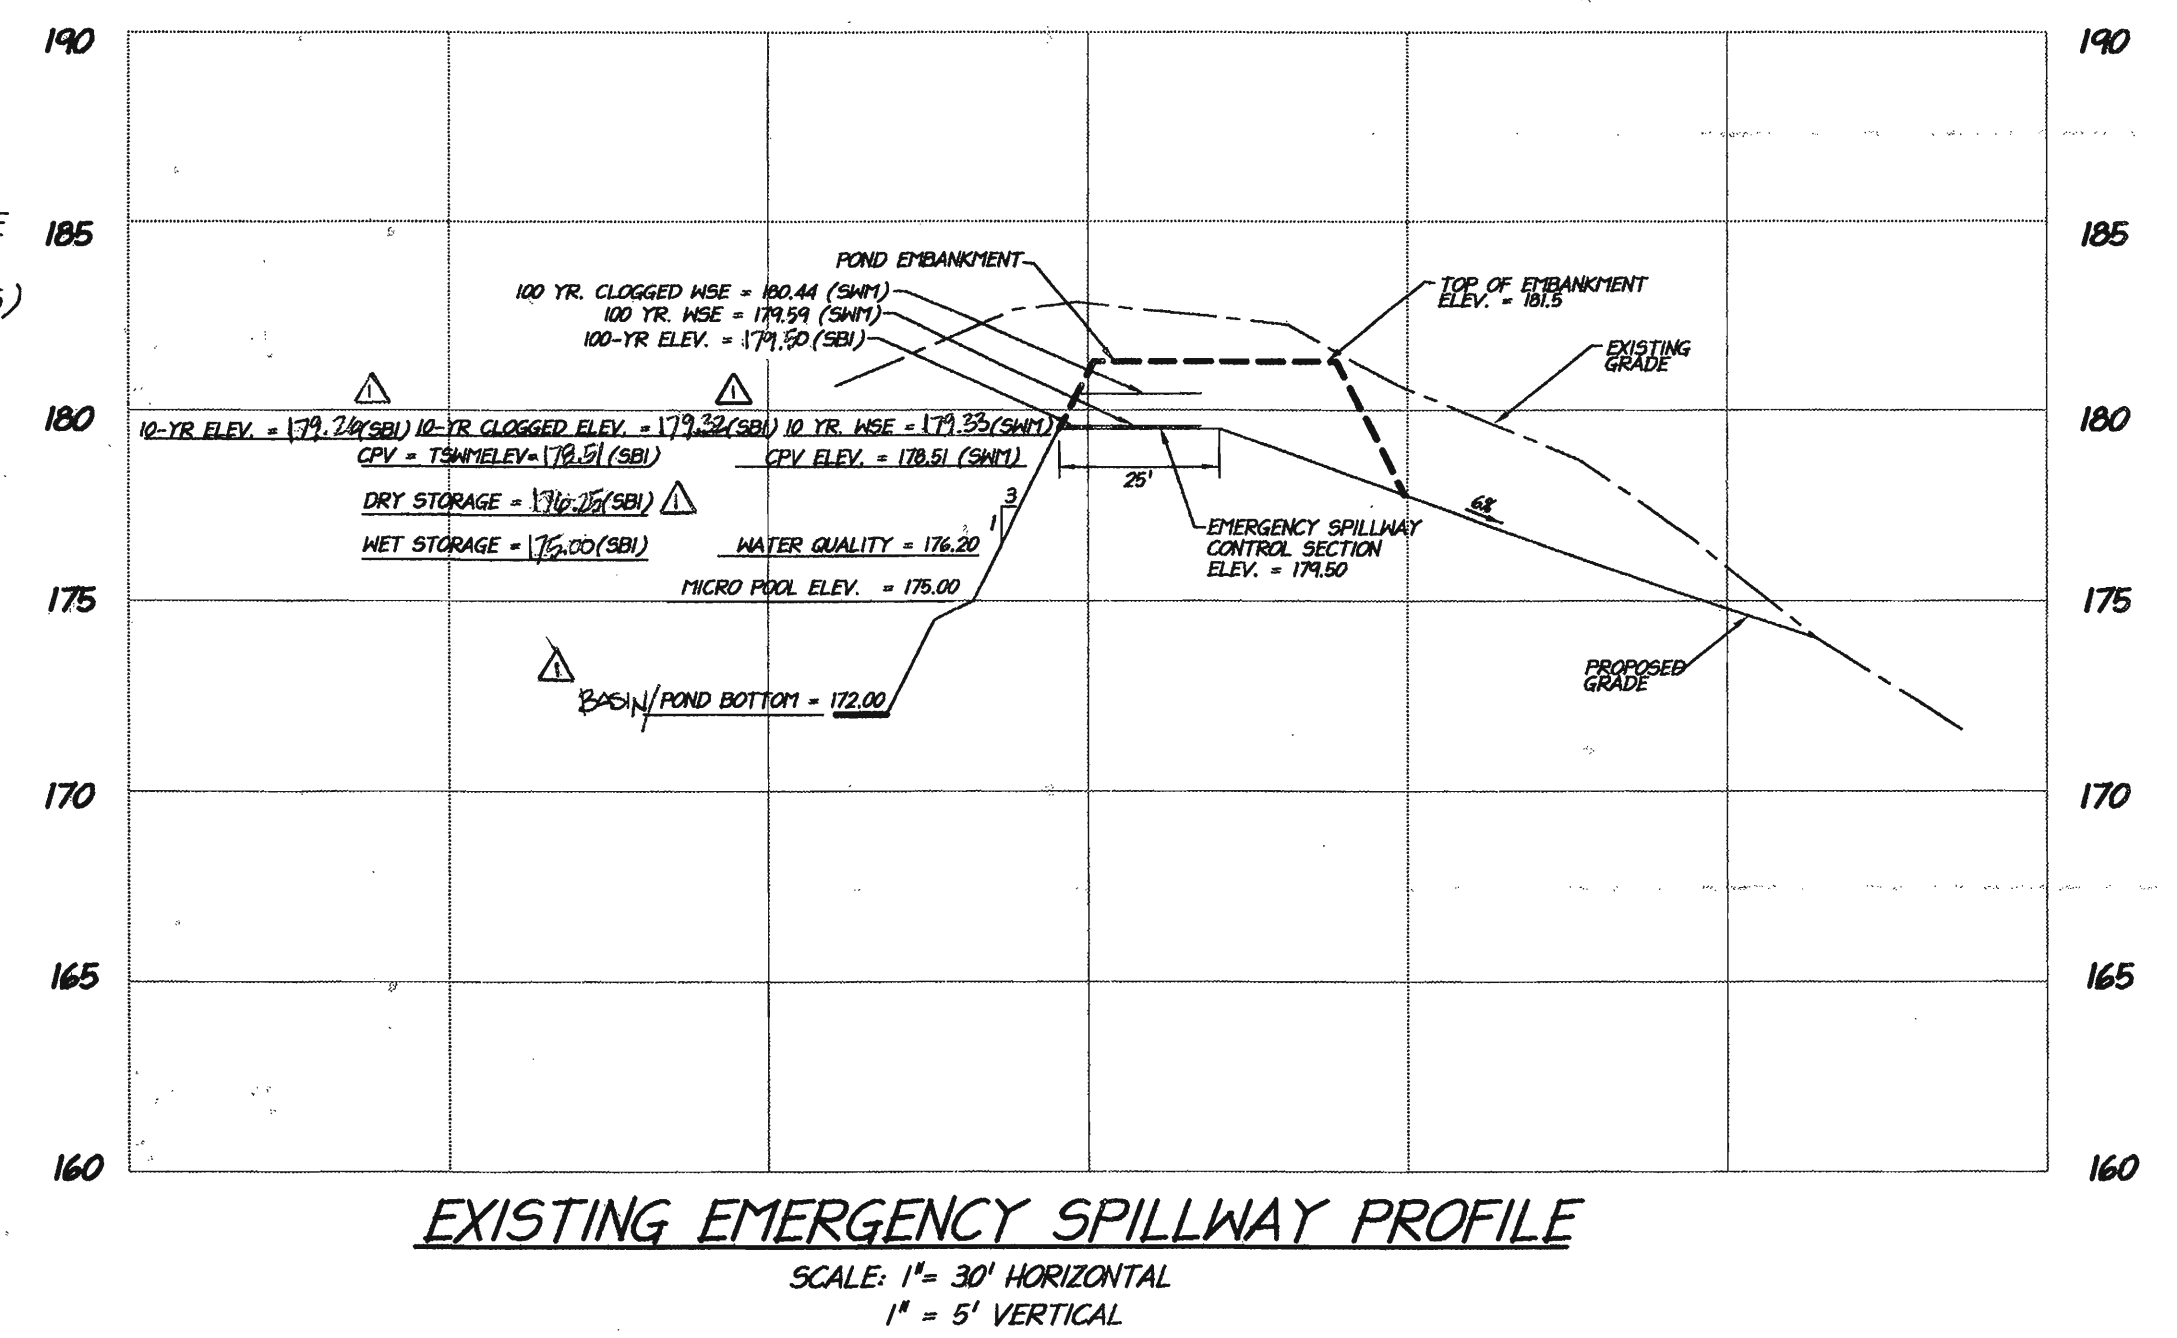 190 190
185 185
POND EMBANKMENT
100 YR. CLOGGED WSE = 180.44 (SWM)
TOP OF EMBANKMENT
ELEV. = 181.5
100 YR. WSE = 179.59 (SWM)
100-YR ELEV. = 179.50 (SBI)
EXISTING
GRADE
1 1
180 180
10-YR ELEV. = 179.26 (SBI) 10-YR CLOGGED ELEV. = 179.32 (SBI) 10 YR. WSE = 179.33 (SWM)
CPV = TSWMELEV= 178.51 (SBI) CPV ELEV. = 178.51 (SWM)
25'
DRY STORAGE = 176.25 (SBI) 1
3
1
6%
EMERGENCY SPILLWAY
CONTROL SECTION
ELEV. = 179.50
WET STORAGE = 175.00 (SBI) WATER QUALITY = 176.20
MICRO POOL ELEV. = 175.00
175 175
1
PROPOSED
GRADE
BASIN/POND BOTTOM = 172.00
170 170
165 165
160 160
EXISTING EMERGENCY SPILLWAY PROFILE
SCALE: 1"= 30' HORIZONTAL
1" = 5' VERTICAL